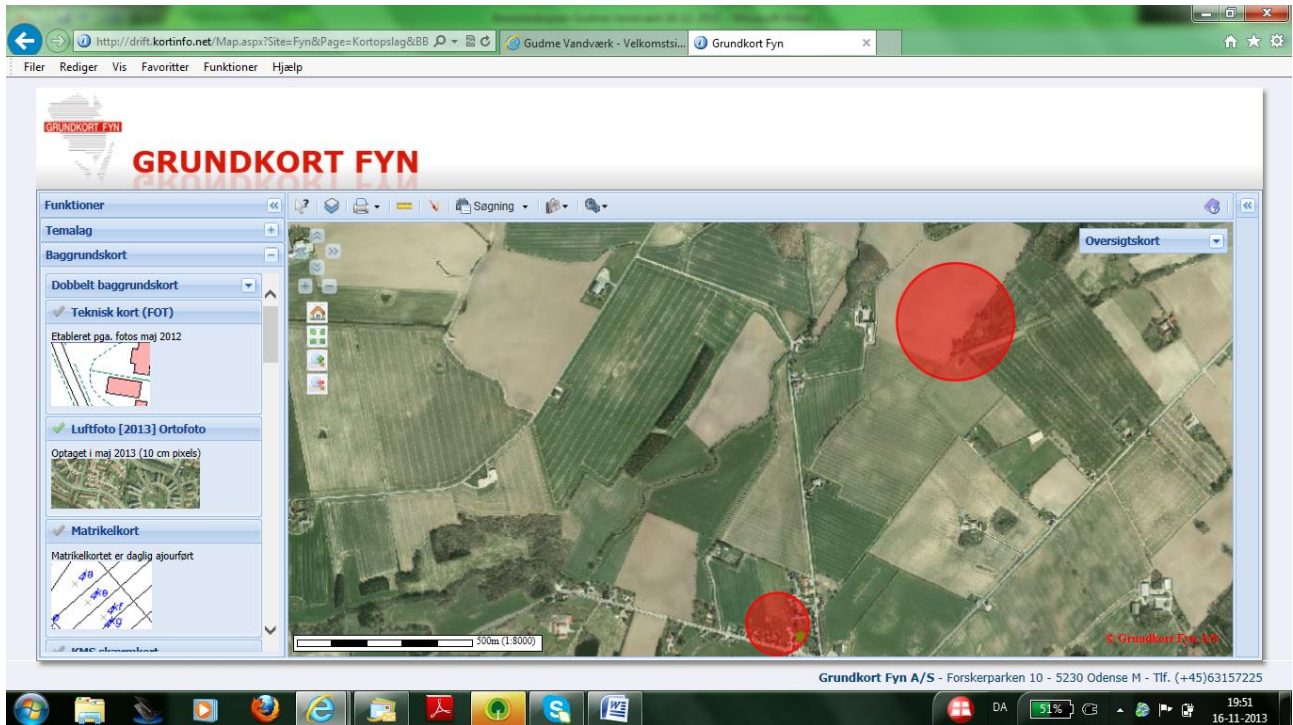 http://drift.kortinfo.net/Map.aspx?Site=Fyn&Page=Kortopslag&BB
Gudme Vandværk - Velkomstsi...
Grundkort Fyn
Filer Rediger Vis Favoritter Funktioner Hjælp
GRUNDKORT FYN
GRUNDKORT FYN
Funktioner
Søgning
Temalag
Baggrundskort
Oversigtskort
Dobbelt baggrundskort
Teknisk kort (FOT)
Etableret pga. fotos maj 2012
Luftfoto [2013] Ortofoto
Optaget i maj 2013 (10 cm pixels)
Matrikelkort
Matrikelkortet er daglig ajourført
500m (1:8000)
© Grundkort Fyn A/S
Grundkort Fyn A/S - Forskerparken 10 - 5230 Odense M - Tlf. (+45)63157225
DA
51%
19:51
16-11-2013